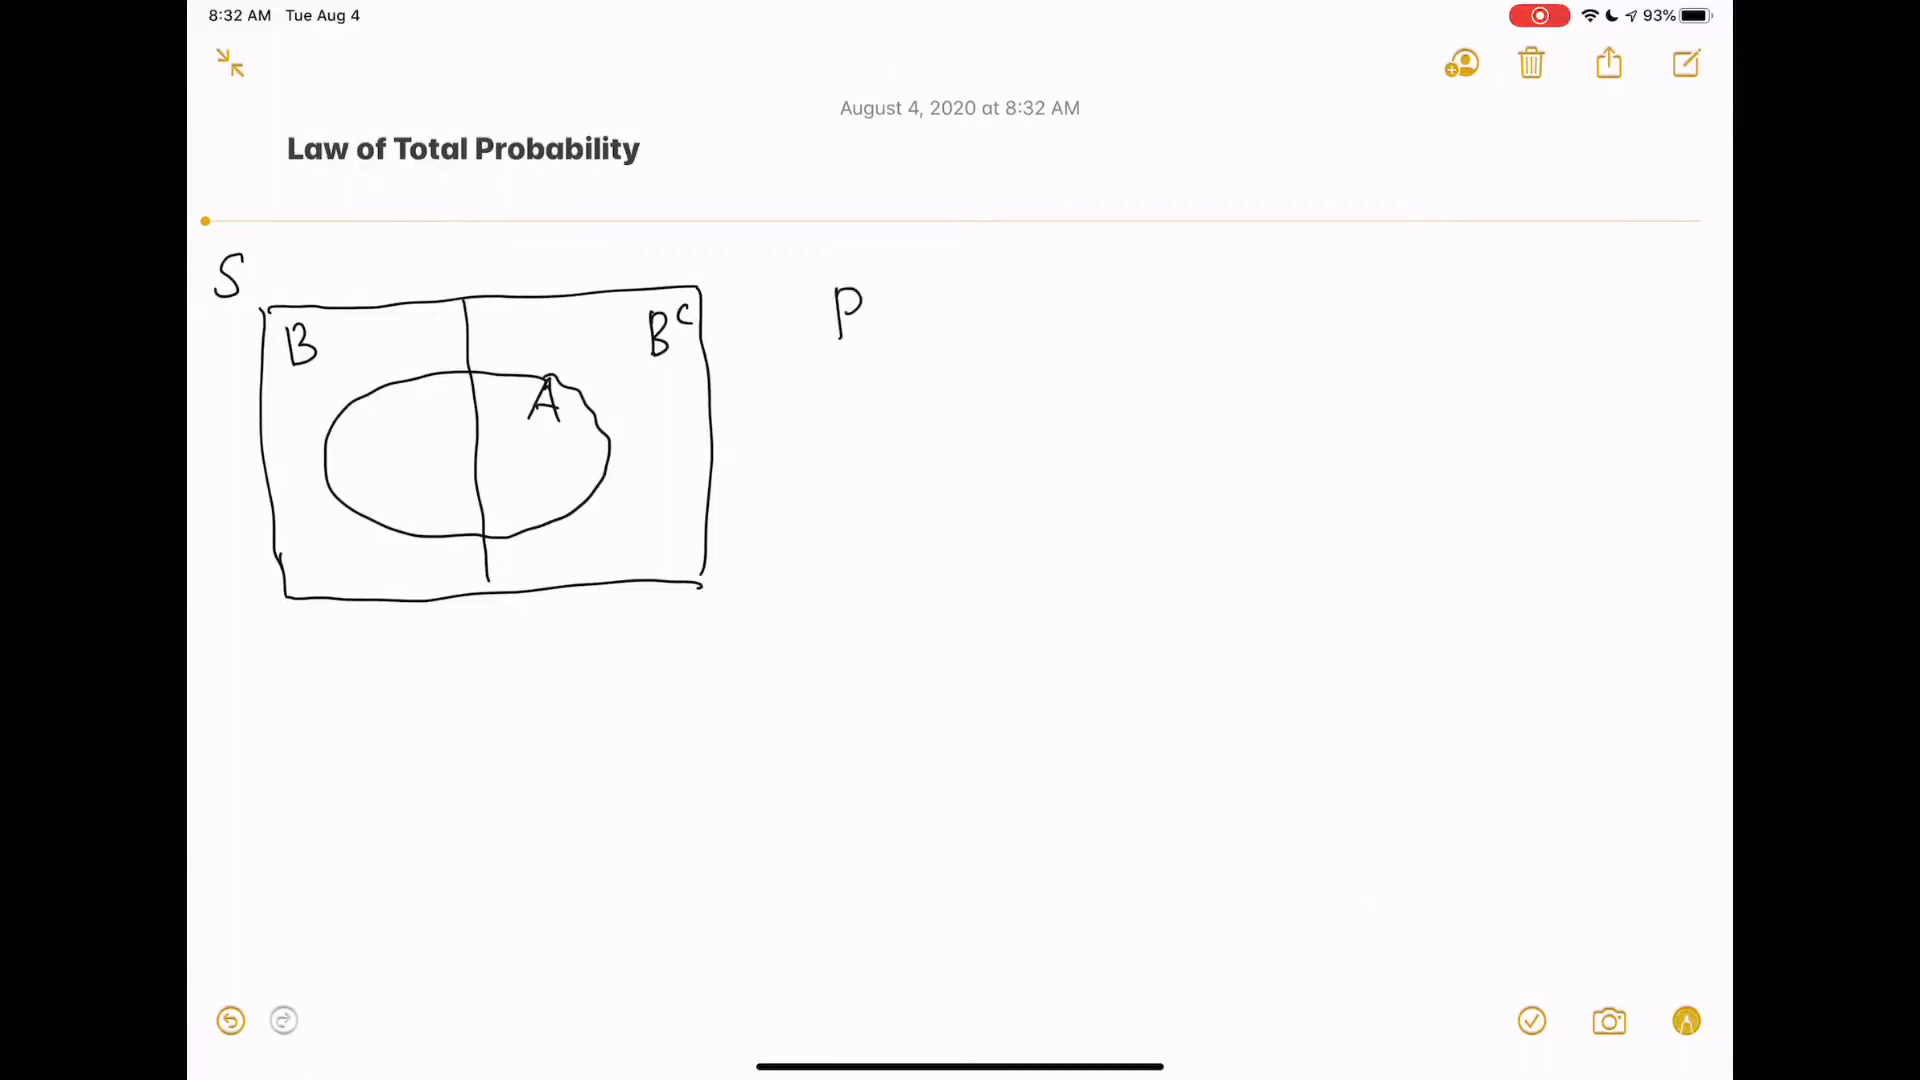 8:32 AM Tue Aug 4 93%
August 4, 2020 at 8:32 AM
Law of Total Probability
S
B B^c P
A